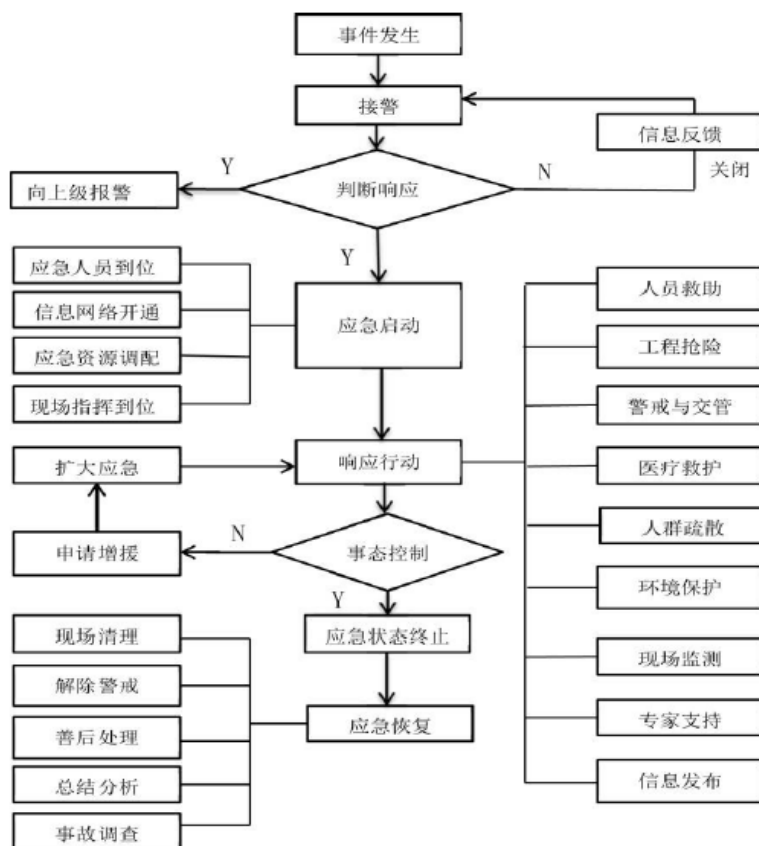 事件发生
接警
信息反馈
关闭
Y
判断响应
N
向上级报警
Y
应急人员到位
信息网络开通
应急资源调配
现场指挥到位
应急启动
人员救助
工程抢险
警戒与交管
医疗救护
人群疏散
环境保护
现场监测
专家支持
信息发布
扩大应急
响应行动
申请增援
N
事态控制
Y
应急状态终止
应急恢复
现场清理
解除警戒
善后处理
总结分析
事故调查